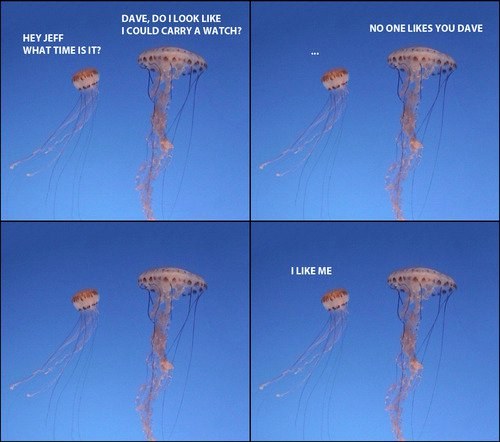 HEY JEFF
WHAT TIME IS IT?
DAVE, DO I LOOK LIKE
I COULD CARRY A WATCH?
...
NO ONE LIKES YOU DAVE
I LIKE ME